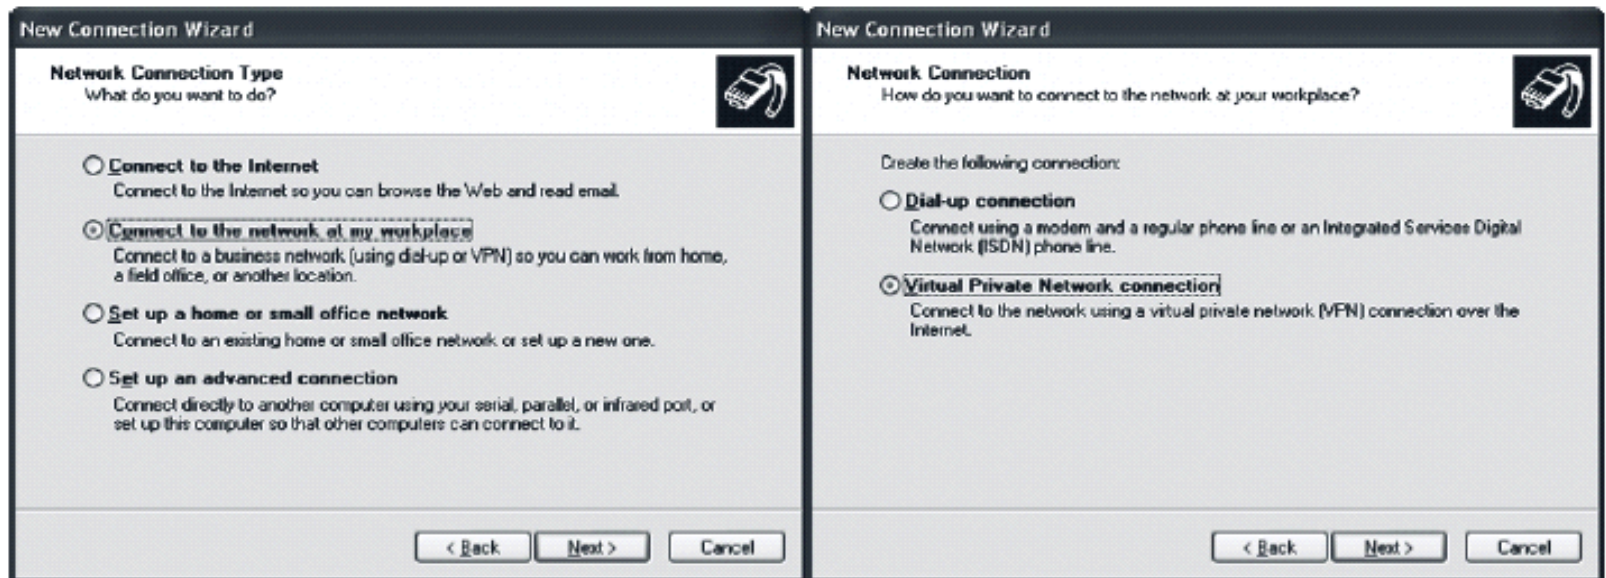 New Connection Wizard
Network Connection Type
What do you want to do?
Connect to the Internet
Connect to the Internet so you can browse the Web and read email.
Connect to the network at my workplace
Connect to a business network (using dial-up or VPN) so you can work from home,
a field office, or another location.
Set up a home or small office network
Connect to an existing home or small office network or set up a new one.
Set up an advanced connection
Connect directly to another computer using your serial, parallel, or infrared port, or
set up this computer so that other computers can connect to it.
< Back
Next >
Cancel
New Connection Wizard
Network Connection
How do you want to connect to the network at your workplace?
Create the following connection:
Dial-up connection
Connect using a modem and a regular phone line or an Integrated Services Digital
Network (ISDN) phone line.
Virtual Private Network connection
Connect to the network using a virtual private network (VPN) connection over the
Internet.
< Back
Next >
Cancel